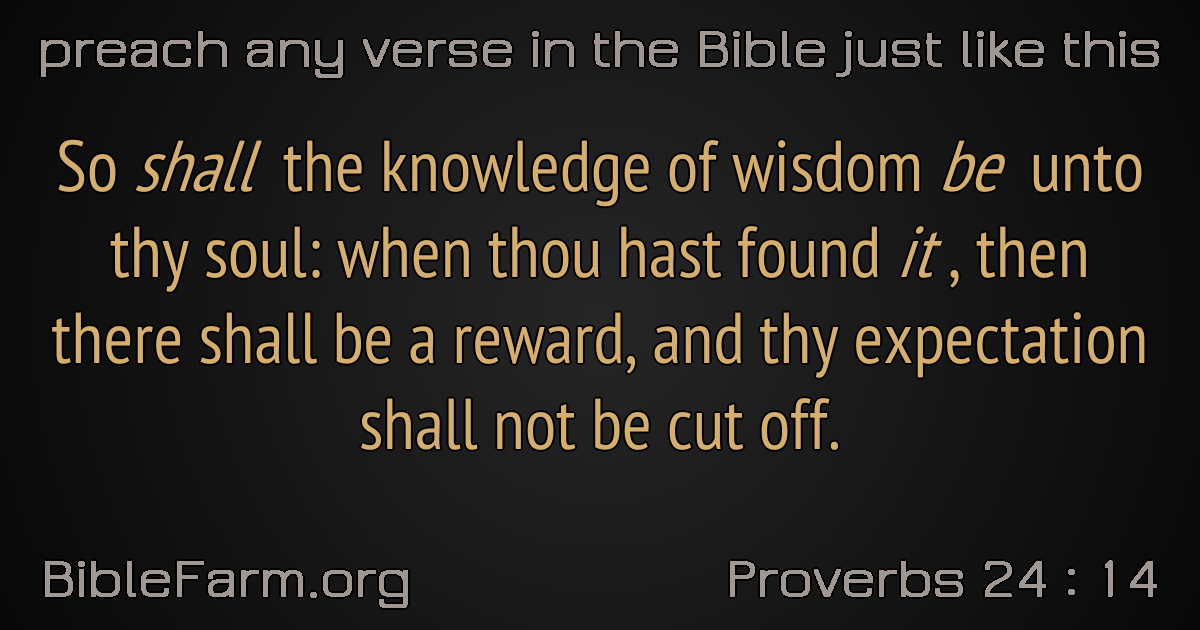 preach any verse in the Bible just like this
So shall the knowledge of wisdom be unto
thy soul: when thou hast found it , then
there shall be a reward, and thy expectation
shall not be cut off.
BibleFarm.org
Proverbs 24 : 14